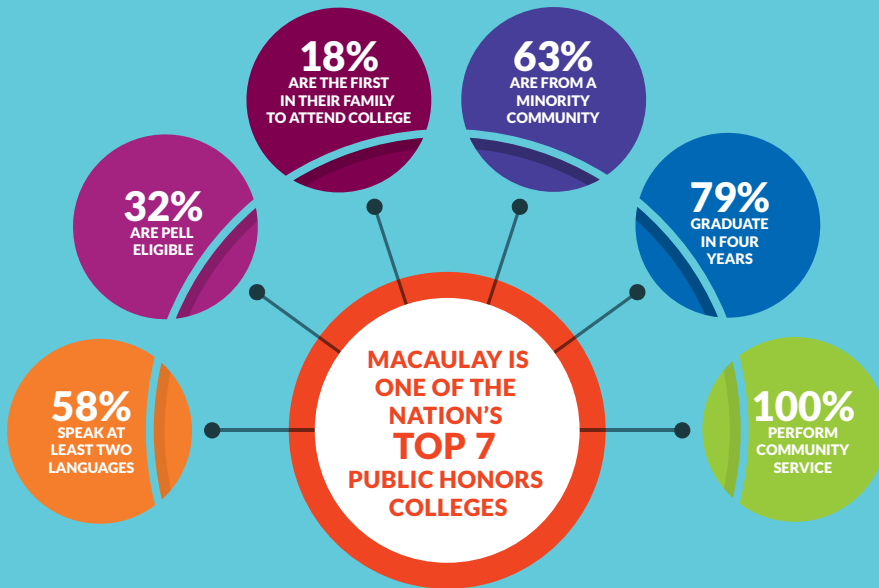 18%
ARE THE FIRST
IN THEIR FAMILY
TO ATTEND COLLEGE
63%
ARE FROM A
MINORITY
COMMUNITY
32%
ARE PELL
ELIGIBLE
79%
GRADUATE
IN FOUR
YEARS
58%
SPEAK AT
LEAST TWO
LANGUAGES
MACAULAY IS
ONE OF THE
NATION'S
TOP 7
PUBLIC HONORS
COLLEGES
100%
PERFORM
COMMUNITY
SERVICE